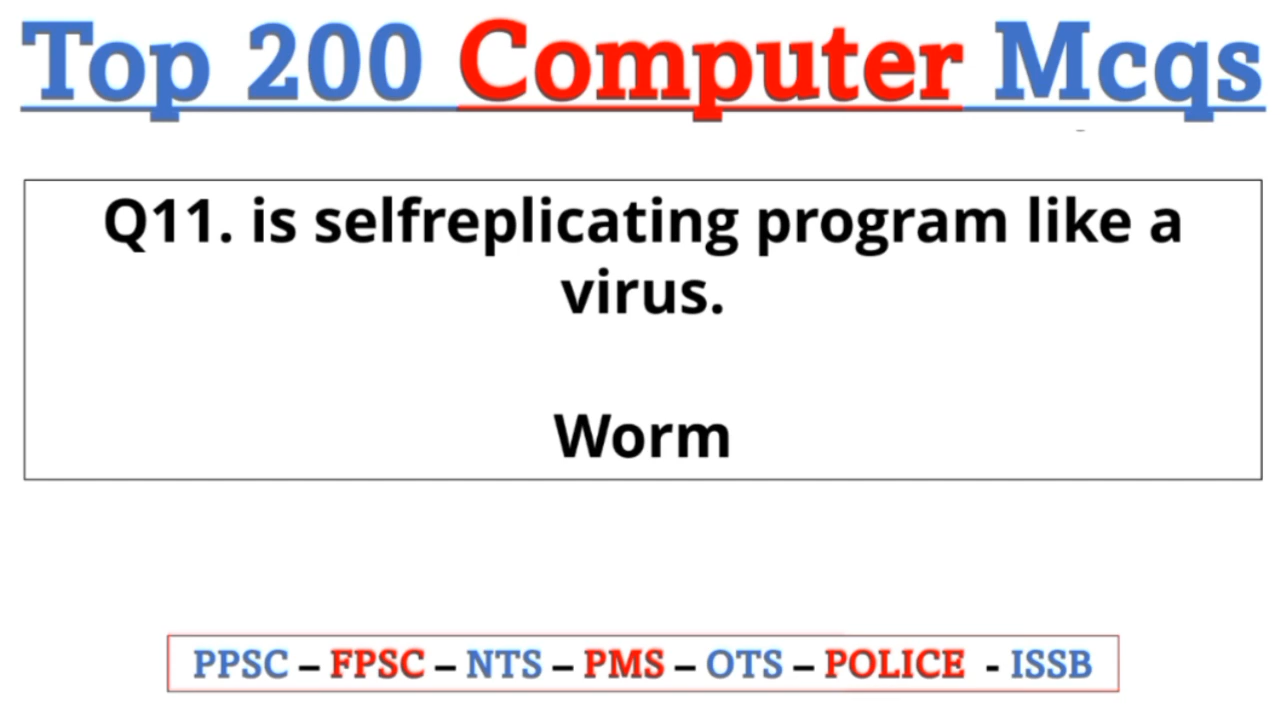 Top 200 Computer Mcqs
Q11. is selfreplicating program like a
virus.
Worm
PPSC – FPSC – NTS – PMS – OTS – POLICE - ISSB